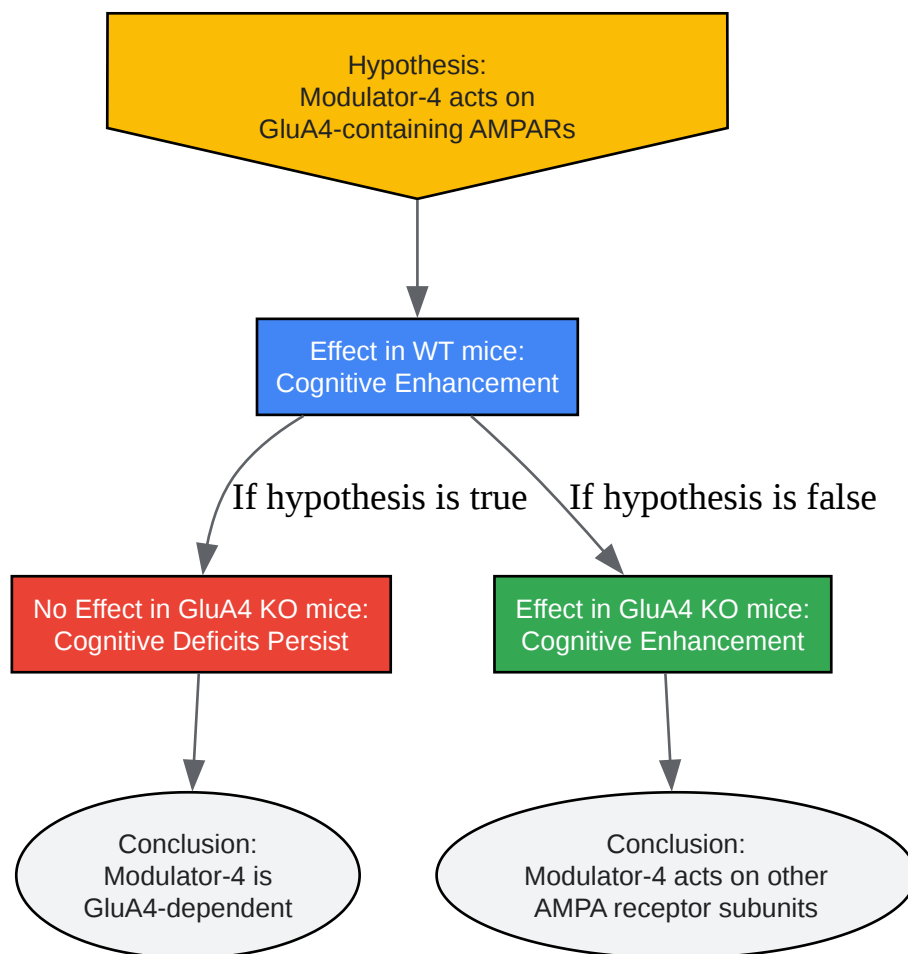 Hypothesis:
Modulator-4 acts on
GluA4-containing AMPARs
Effect in WT mice:
Cognitive Enhancement
If hypothesis is true
If hypothesis is false
No Effect in GluA4 KO mice:
Cognitive Deficits Persist
Effect in GluA4 KO mice:
Cognitive Enhancement
Conclusion:
Modulator-4 is
GluA4-dependent
Conclusion:
Modulator-4 acts on other
AMPA receptor subunits